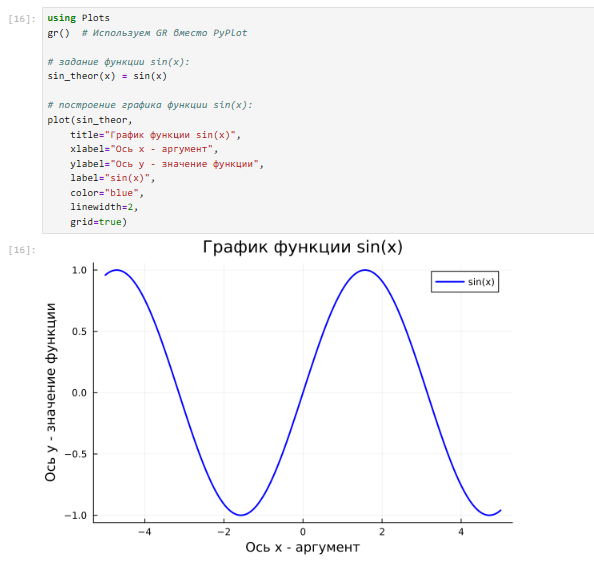 [16]:
using Plots
gr()  # Используем GR вместо PyPlot
# задание функции sin(x):
sin_theor(x) = sin(x)
# построение графика функции sin(x):
plot(sin_theor,
title="График функции sin(x)",
xlabel="Ось x - аргумент",
ylabel="Ось y - значение функции",
label="sin(x)",
color="blue",
linewidth=2,
grid=true)
[16]:
График функции sin(x)
Ось y - значение функции
1.0
0.5
0.0
−0.5
−1.0
sin(x)
−4 −2 0 2 4
Ось x - аргумент